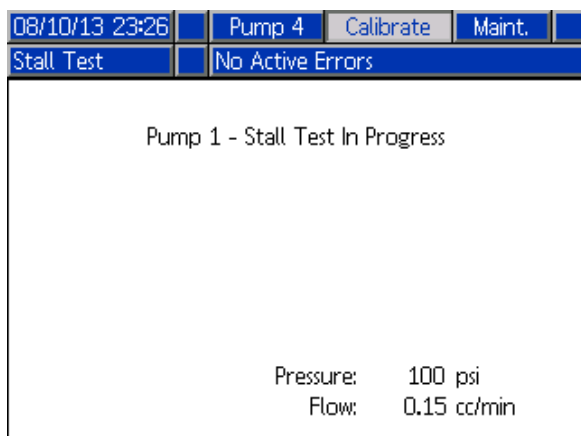 08/10/13 23:26 Pump 4 Calibrate Maint.
Stall Test No Active Errors
Pump 1 - Stall Test In Progress
Pressure: 100 psi
Flow: 0.15 cc/min